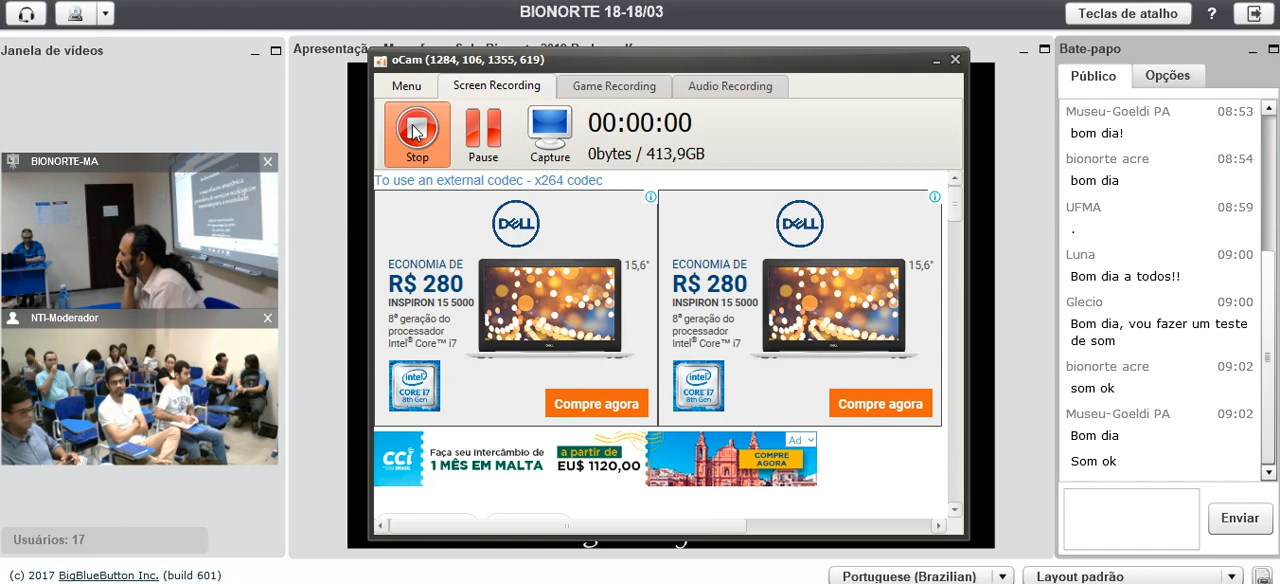 BIONORTE 18-18/03
Teclas de atalho
?
Janela de vídeos
BIONORTE-MA
NTI-Moderador
Usuários: 17
oCam (1284, 106, 1355, 619)
Menu
Screen Recording
Game Recording
Audio Recording
Stop
Pause
Capture
00:00:00
0bytes / 413,9GB
To use an external codec - x264 codec
DELL
ECONOMIA DE
R$ 280
INSPIRON 15 5000
8ª geração do
processador
Intel® Core™ i7
15,6"
intel
CORE i7
8th Gen
Compre agora
DELL
ECONOMIA DE
R$ 280
INSPIRON 15 5000
8ª geração do
processador
Intel® Core™ i7
15,6"
intel
CORE i7
8th Gen
Compre agora
CCi
BRASIL
Faça seu intercâmbio de
1 MÊS EM MALTA
a partir de
EU$ 1120,00
COMPRE
AGORA
Ad
Bate-papo
Público
Opções
Museu-Goeldi PA 08:53
bom dia!
bionorte acre 08:54
bom dia
UFMA 08:59
.
Luna 09:00
Bom dia a todos!!
Glecio 09:00
Bom dia, vou fazer um teste
de som
bionorte acre 09:02
som ok
Museu-Goeldi PA 09:02
Bom dia
Som ok
Enviar
(c) 2017 BigBlueButton Inc. (build 601)
Portuguese (Brazilian)
Layout padrão